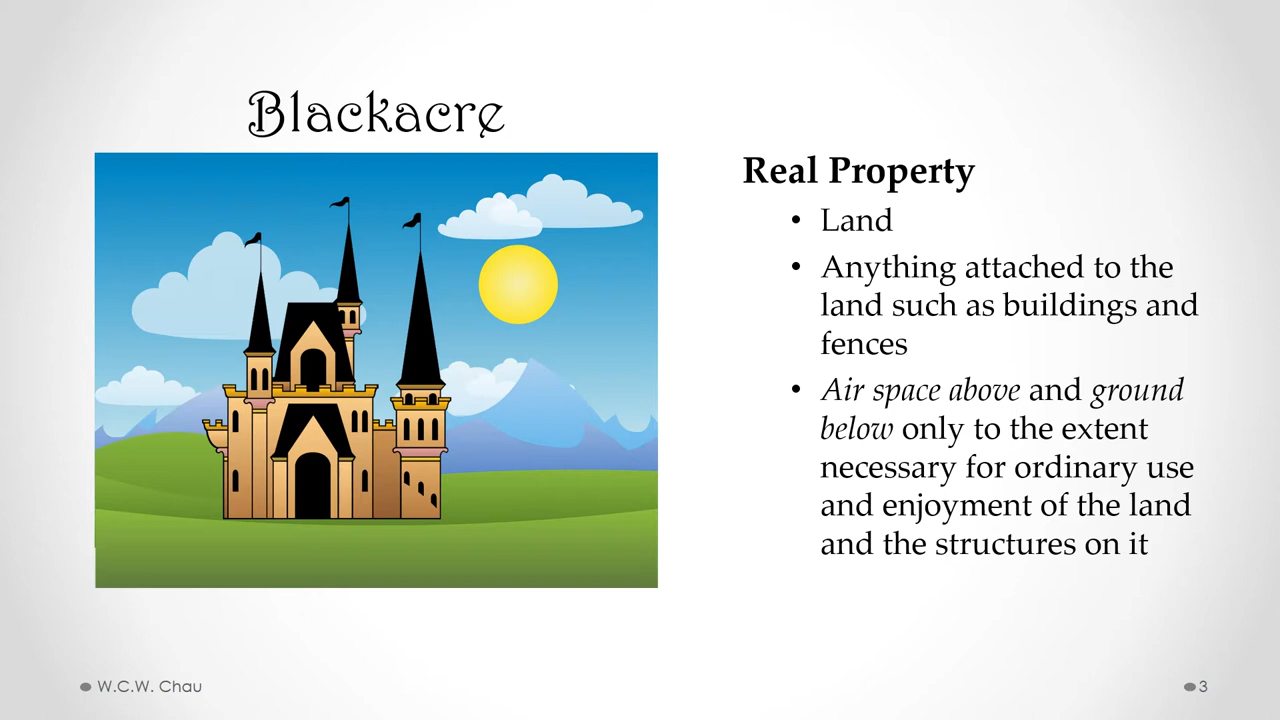 Blackacre
Real Property
• Land
• Anything attached to the
land such as buildings and
fences
• Air space above and ground
below only to the extent
necessary for ordinary use
and enjoyment of the land
and the structures on it
W.C.W. Chau
3